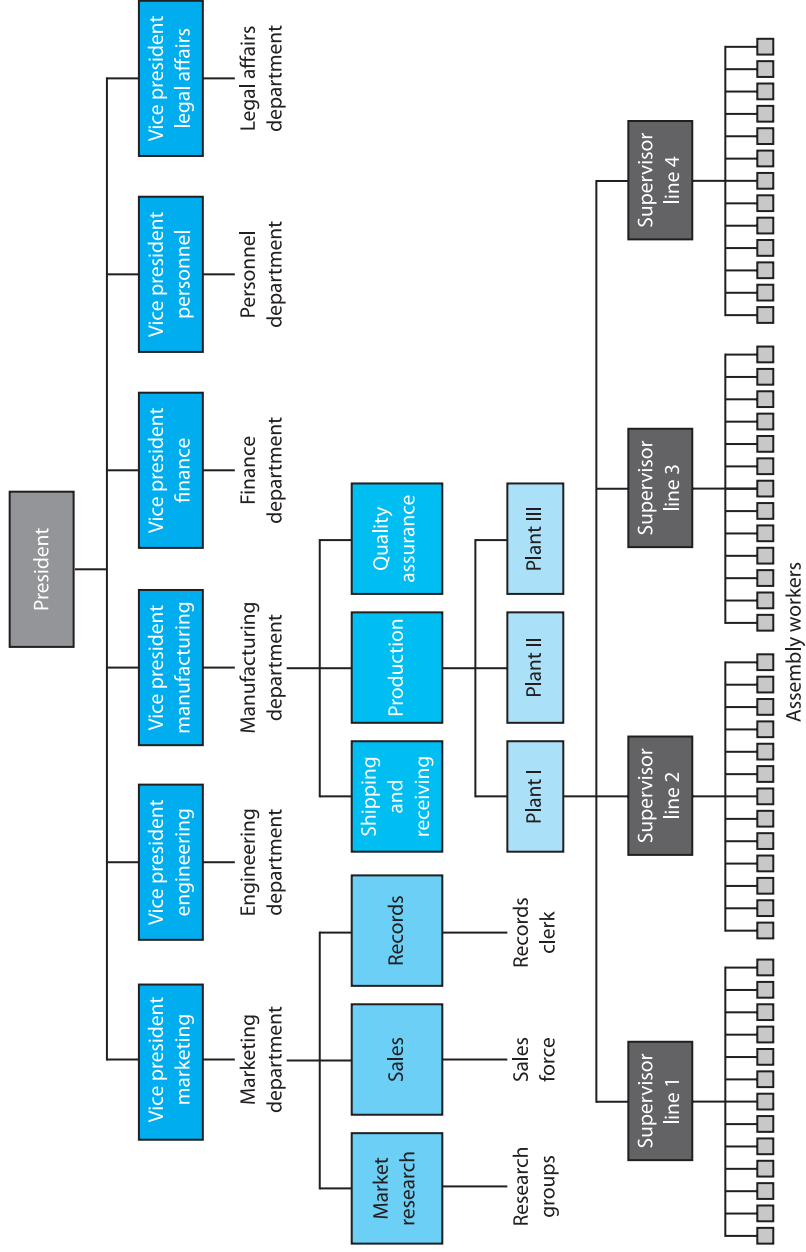 President
Vice president
marketing
Vice president
engineering
Vice president
manufacturing
Vice president
finance
Vice president
personnel
Vice president
legal affairs
Marketing
department
Engineering
department
Manufacturing
department
Finance
department
Personnel
department
Legal affairs
department
Market
research
Sales
Records
Shipping
and
receiving
Production
Quality
assurance
Research
groups
Sales
force
Records
clerk
Plant I
Plant II
Plant III
Supervisor
line 1
Supervisor
line 2
Supervisor
line 3
Supervisor
line 4
Assembly workers